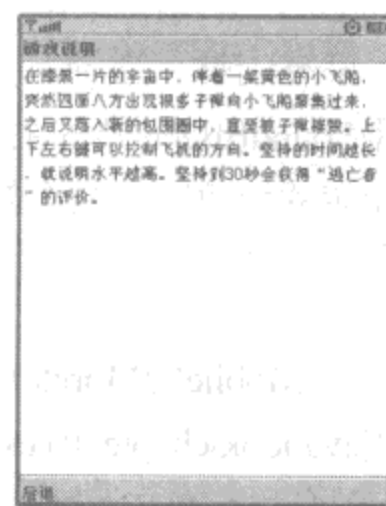 游戏说明
在漆黑一片的宇宙中，伴着一艘黄色的小飞船，
突然四面八方出现很多子弹向小飞船聚集过来，
之后又落入新的包围圈中，直至被子弹摧毁。上
下左右键可以控制飞机的方向。坚持的时间越长
，就说明水平越高。坚持到30秒会获得“逃亡者
”的评价。
后退